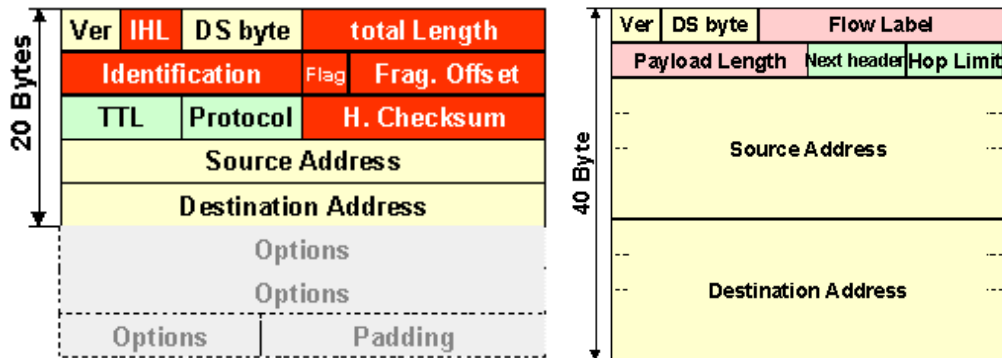 20 Bytes
Ver IHL DS byte total Length
Identification Flag Frag. Offset
TTL Protocol H. Checksum
Source Address
Destination Address
Options
Options
Options Padding
40 Byte
Ver DS byte Flow Label
Payload Length Next header Hop Limit
Source Address
Destination Address